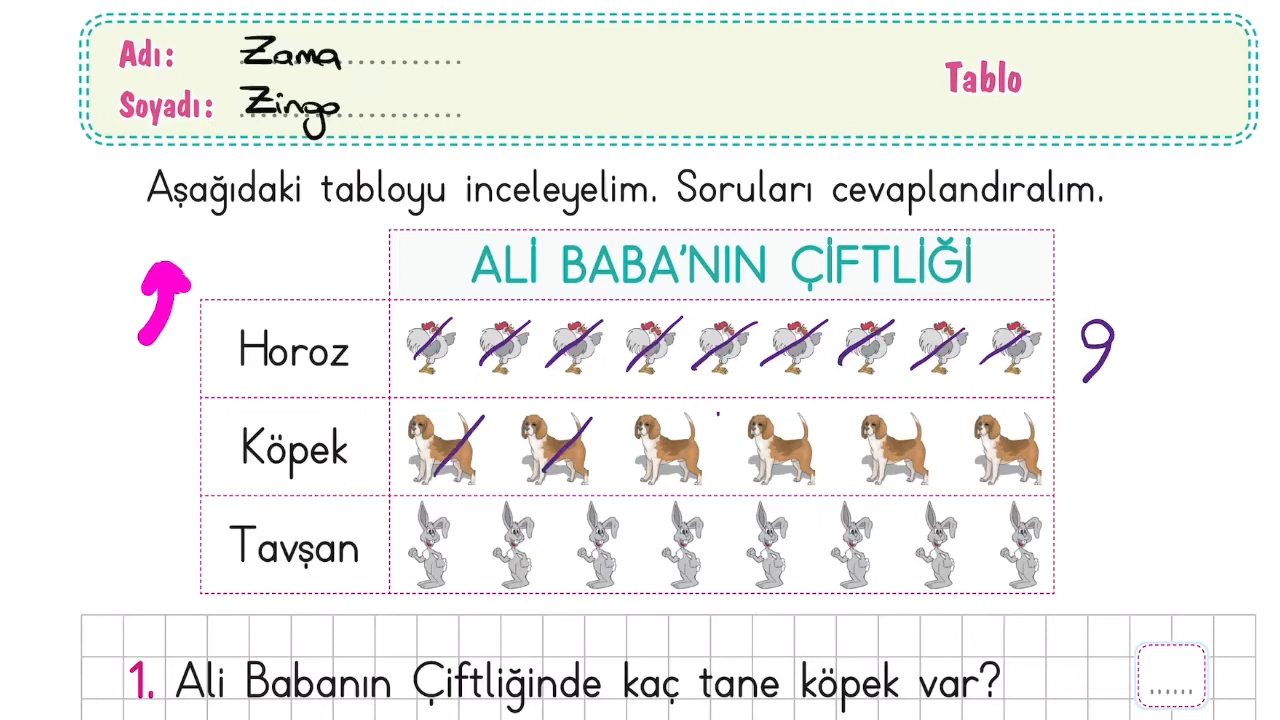 Adı: Zama
Soyadı: Zingo
Tablo
Aşağıdaki tabloyu inceleyelim. Soruları cevaplandıralım.
ALİ BABA'NIN ÇİFTLİĞİ
Horoz 9
Köpek
Tavşan
1. Ali Babanın Çiftliğinde kaç tane köpek var? ......